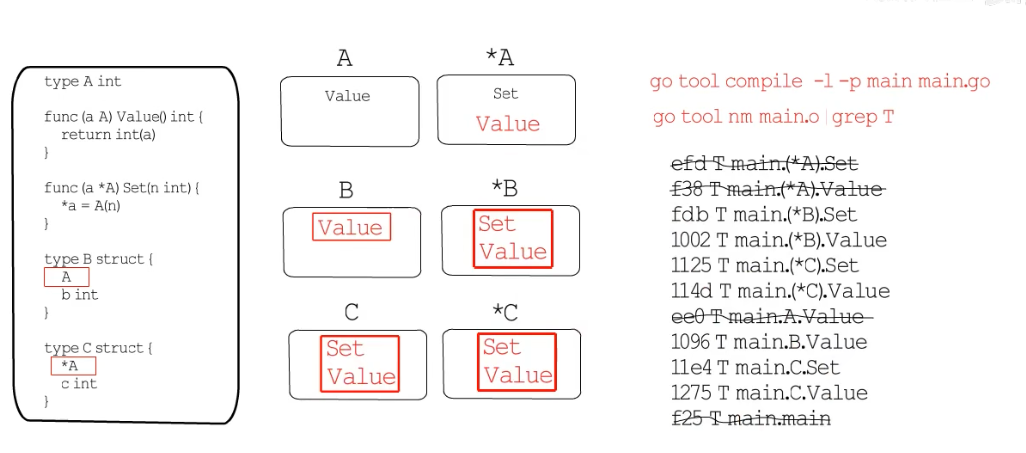 type A int
func (a A) Value() int {
return int(a)
}
func (a *A) Set(n int) {
*a = A(n)
}
type B struct {
A
b int
}
type C struct {
*A
c int
}
A
Value
*A
Set
Value
B
Value
*B
Set
Value
C
Set
Value
*C
Set
Value
go tool compile -l -p main main.go
go tool nm main.o | grep T
efd T main.(*A).Set
f38 T main.(*A).Value
fdb T main.(*B).Set
1002 T main.(*B).Value
1125 T main.(*C).Set
114d T main.(*C).Value
ee0 T main.A.Value
1096 T main.B.Value
11e4 T main.C.Set
1275 T main.C.Value
f25 T main.main